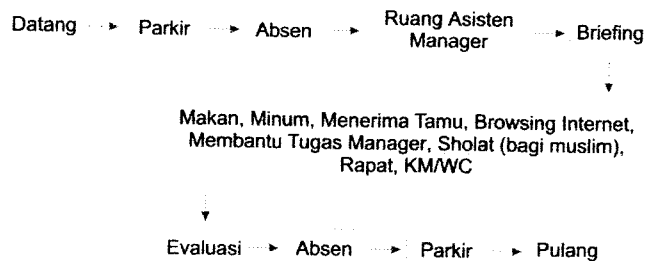 Datang Parkir Absen Ruang Asisten Manager Briefing
Makan, Minum, Menerima Tamu, Browsing Internet,
Membantu Tugas Manager, Sholat (bagi muslim),
Rapat, KM/WC
Evaluasi Absen Parkir Pulang